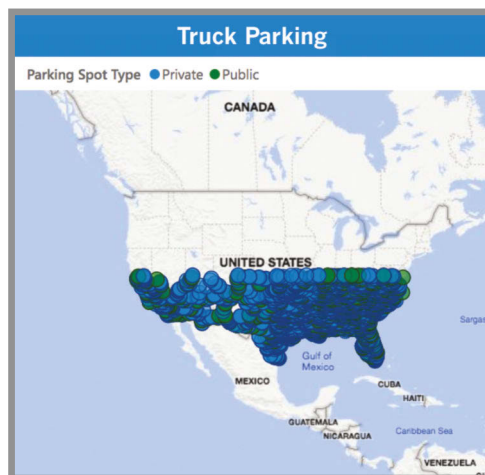 Truck Parking
Parking Spot Type Private Public
CANADA
UNITED STATES
Sargas
Gulf of
Mexico
MEXICO
CUBA
HAITI
GUATEMALA
Caribbean Sea
NICARAGUA
VENEZUELA